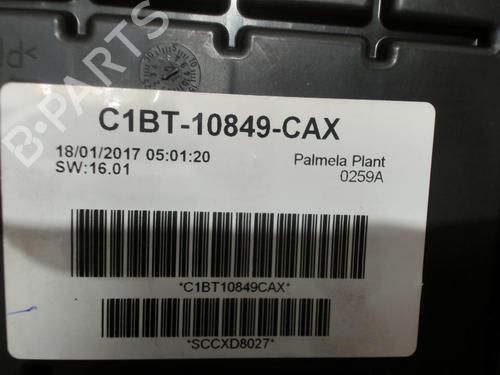 B-PARTS
C1BT-10849-CAX
18/01/2017 05:01:20
SW:16.01
Palmela Plant
0259A
*C1BT10849CAX*
*SCCXD8027*